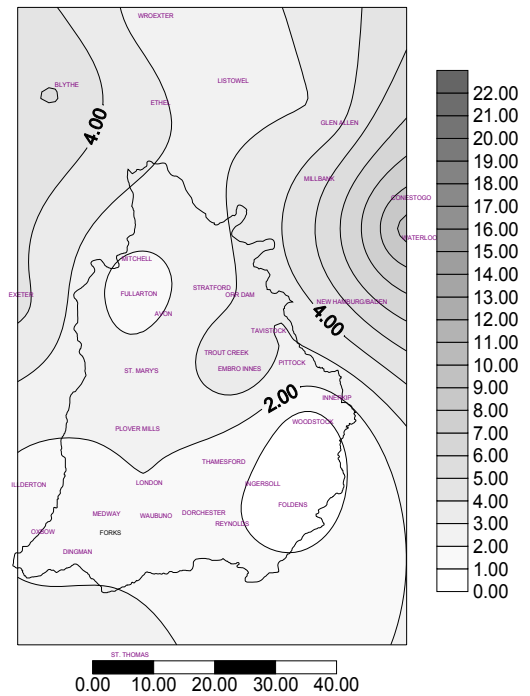 WROEXTER
LISTOWEL
BLYTHE
ETHEL
4.00
GLEN ALLEN
MILLBANK
CONESTOGO
WATERLOO
MITCHELL
STRATFORD
FULLARTON
ORR DAM
EXETER
NEW HAMBURG/BADEN
AVON
4.00
TAVISTOCK
TROUT CREEK
PITTOCK
EMBRO INNES
ST. MARY'S
2.00
INNERKIP
WOODSTOCK
PLOVER MILLS
THAMESFORD
ILLDERTON
LONDON
INGERSOLL
FOLDENS
MEDWAY
WAUBUNO
DORCHESTER
REYNOLDS
OXBOW
FORKS
DINGMAN
ST. THOMAS
0.00 10.00 20.00 30.00 40.00
22.00
21.00
20.00
19.00
18.00
17.00
16.00
15.00
14.00
13.00
12.00
11.00
10.00
9.00
8.00
7.00
6.00
5.00
4.00
3.00
2.00
1.00
0.00